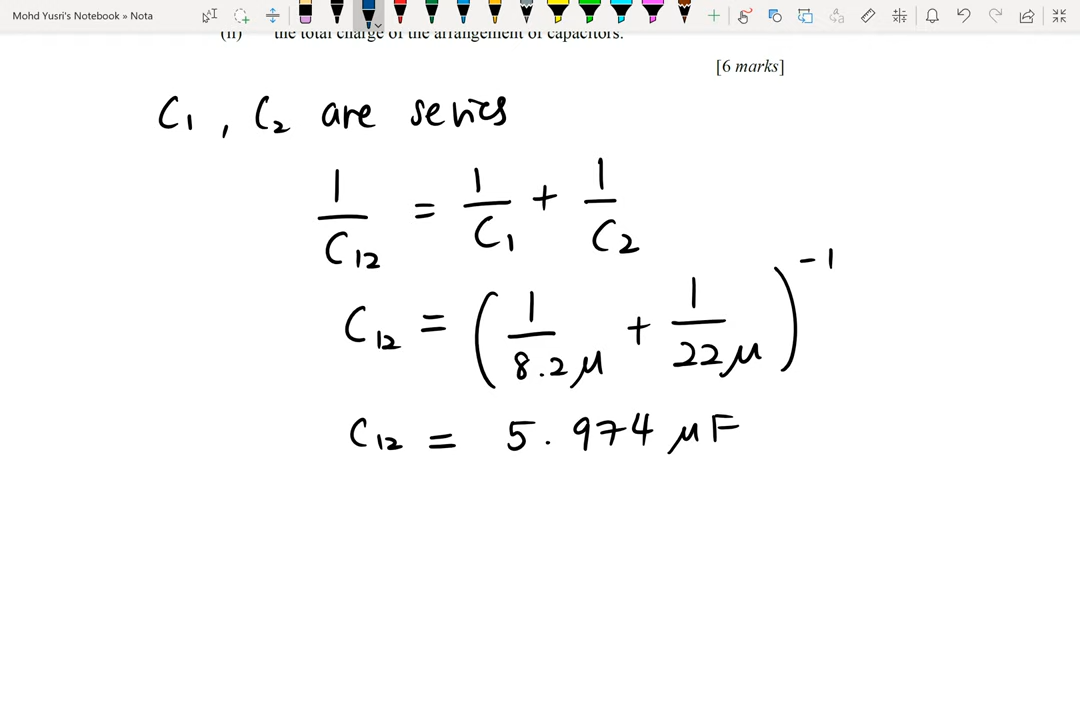 Mohd Yusri's Notebook » Nota
(ii) the total charge of the arrangement of capacitors.
[6 marks]
C₁ , C₂ are series
1/C₁₂ = 1/C₁ + 1/C₂
C₁₂ = (1/8.2μ + 1/22μ)⁻¹
C₁₂ = 5.974 μF